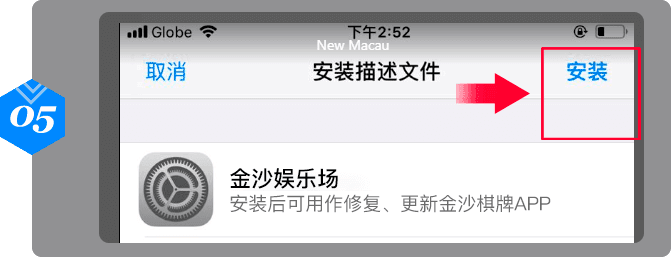 Globe 下午2:52
New Macau
取消 安装描述文件 安装
05
金沙娱乐场
安装后可用作修复、更新金沙棋牌APP